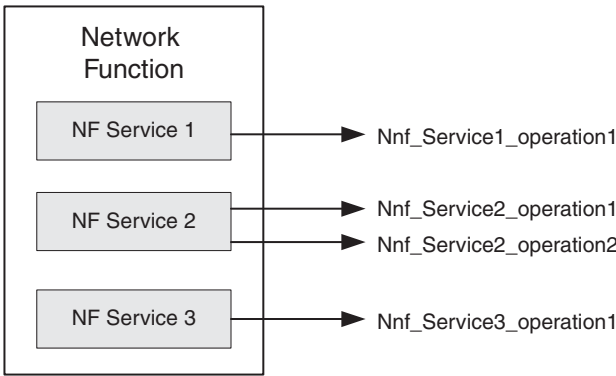 Network
Function
NF Service 1
Nnf_Service1_operation1
NF Service 2
Nnf_Service2_operation1
Nnf_Service2_operation2
NF Service 3
Nnf_Service3_operation1